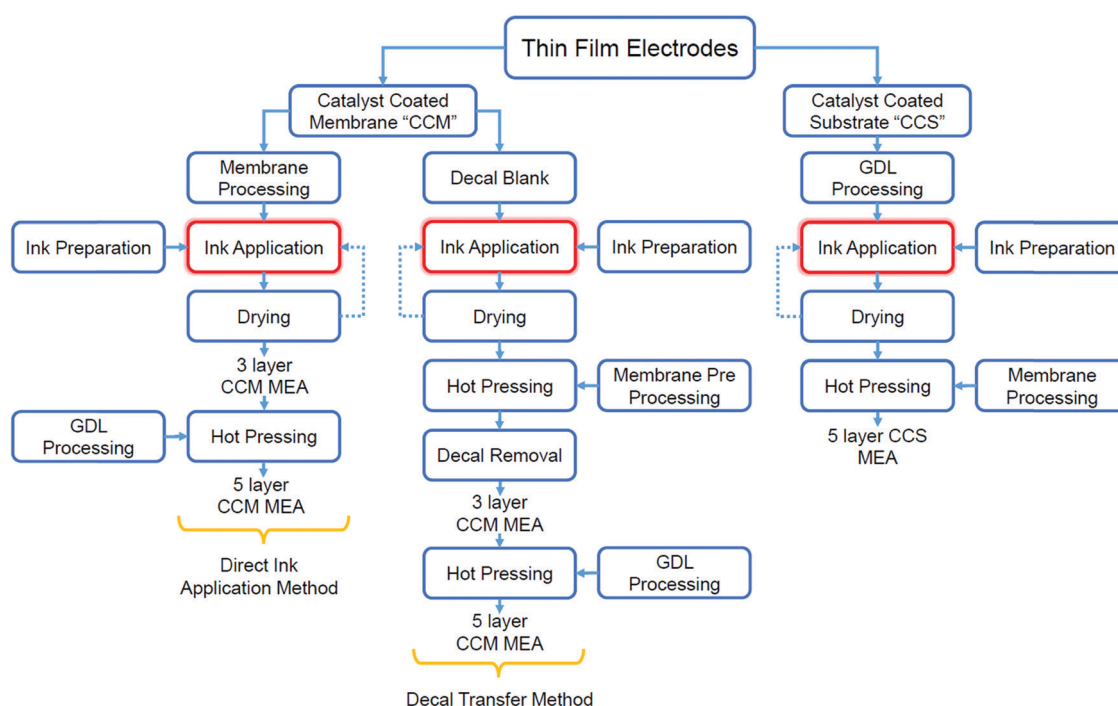 Thin Film Electrodes
Catalyst Coated
Membrane “CCM”
Catalyst Coated
Substrate “CCS”
Membrane
Processing
Decal Blank
GDL
Processing
Ink Preparation
Ink Application
Ink Application
Ink Preparation
Ink Application
Ink Preparation
Drying
Drying
Drying
3 layer
CCM MEA
Hot Pressing
Membrane Pre
Processing
Hot Pressing
Membrane
Processing
GDL
Processing
Hot Pressing
5 layer CCS
MEA
Decal Removal
5 layer
CCM MEA
3 layer
CCM MEA
Direct Ink
Application Method
Hot Pressing
GDL
Processing
5 layer
CCM MEA
Decal Transfer Method